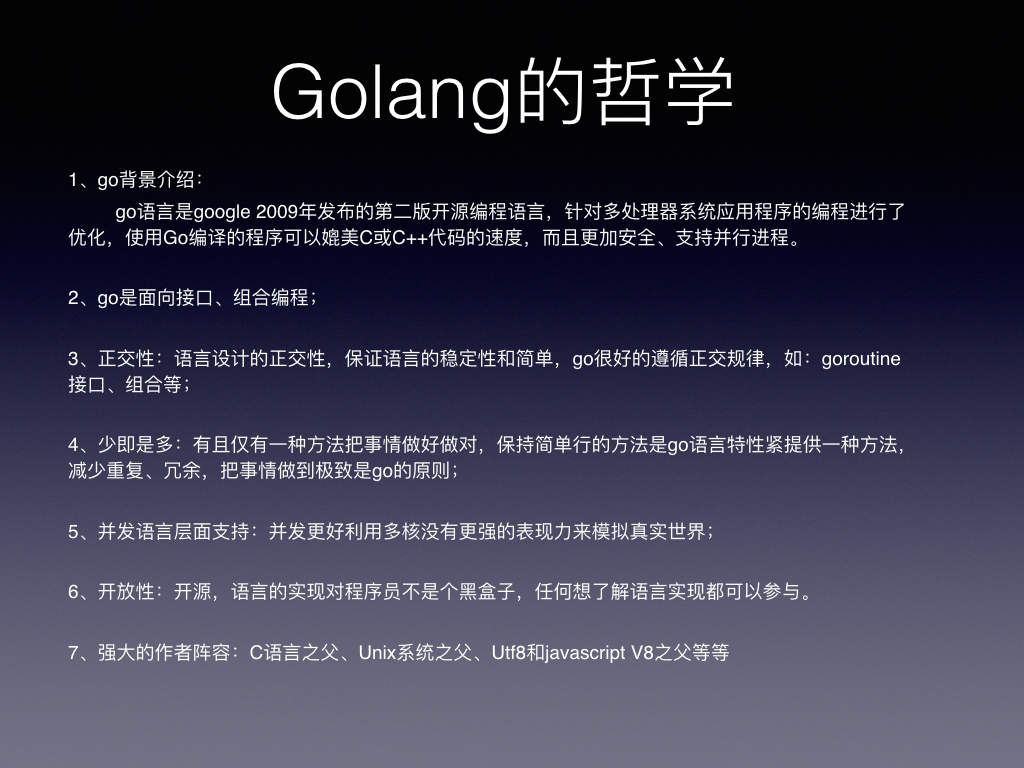 Golang的哲学
1、go背景介绍：
go语言是google 2009年发布的第二版开源编程语言，针对多处理器系统应用程序的编程进行了
优化，使用Go编译的程序可以媲美C或C++代码的速度，而且更加安全、支持并行进程。
2、go是面向接口、组合编程；
3、正交性：语言设计的正交性，保证语言的稳定性和简单，go很好的遵循正交规律，如：goroutine
接口、组合等；
4、少即是多：有且仅有一种方法把事情做好做对，保持简单行的方法是go语言特性紧提供一种方法，
减少重复、冗余，把事情做到极致是go的原则；
5、并发语言层面支持：并发更好利用多核没有更强的表现力来模拟真实世界；
6、开放性：开源，语言的实现对程序员不是个黑盒子，任何想了解语言实现都可以参与。
7、强大的作者阵容：C语言之父、Unix系统之父、Utf8和javascript V8之父等等